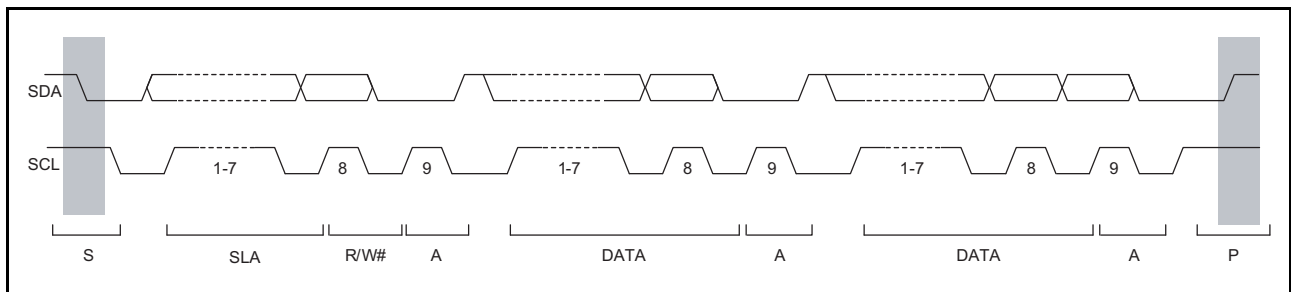 SDA
SCL
1-7 8 9 1-7 8 9 1-7 8 9
S SLA R/W# A DATA A DATA A P